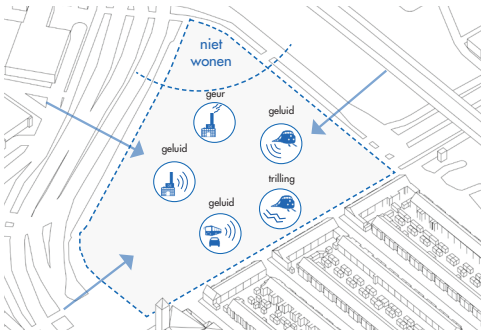 niet
wonen
geur
geluid
geluid
trilling
geluid